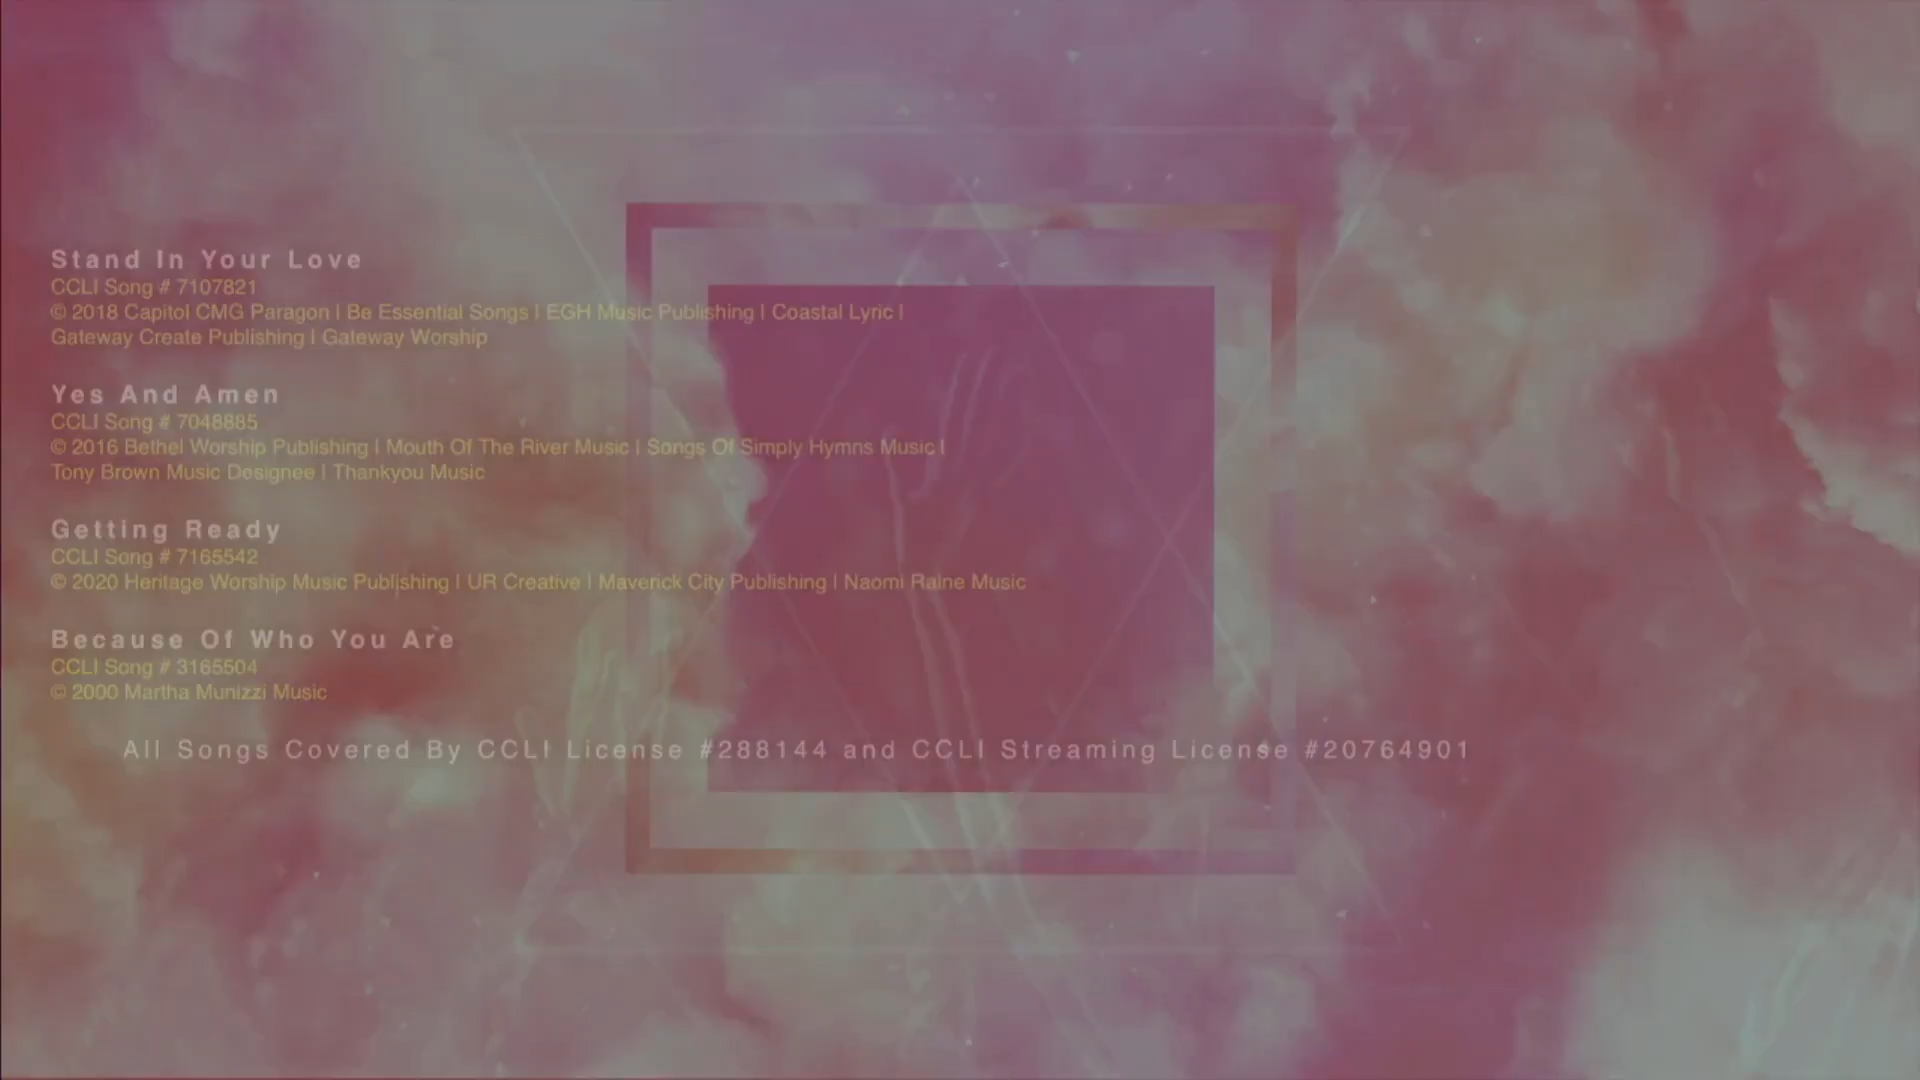 Stand In Your Love
CCLI Song # 7107821
© 2018 Capitol CMG Paragon | Be Essential Songs | EGH Music Publishing | Coastal Lyric |
Gateway Create Publishing | Gateway Worship
Yes And Amen
CCLI Song # 7048885
© 2016 Bethel Worship Publishing | Mouth Of The River Music | Songs Of Simply Hymns Music |
Tony Brown Music Designee | Thankyou Music
Getting Ready
CCLI Song # 7165542
© 2020 Heritage Worship Music Publishing | UR Creative | Maverick City Publishing | Naomi Raine Music
Because Of Who You Are
CCLI Song # 3165504
© 2000 Martha Munizzi Music
All Songs Covered By CCLI License #288144 and CCLI Streaming License #20764901